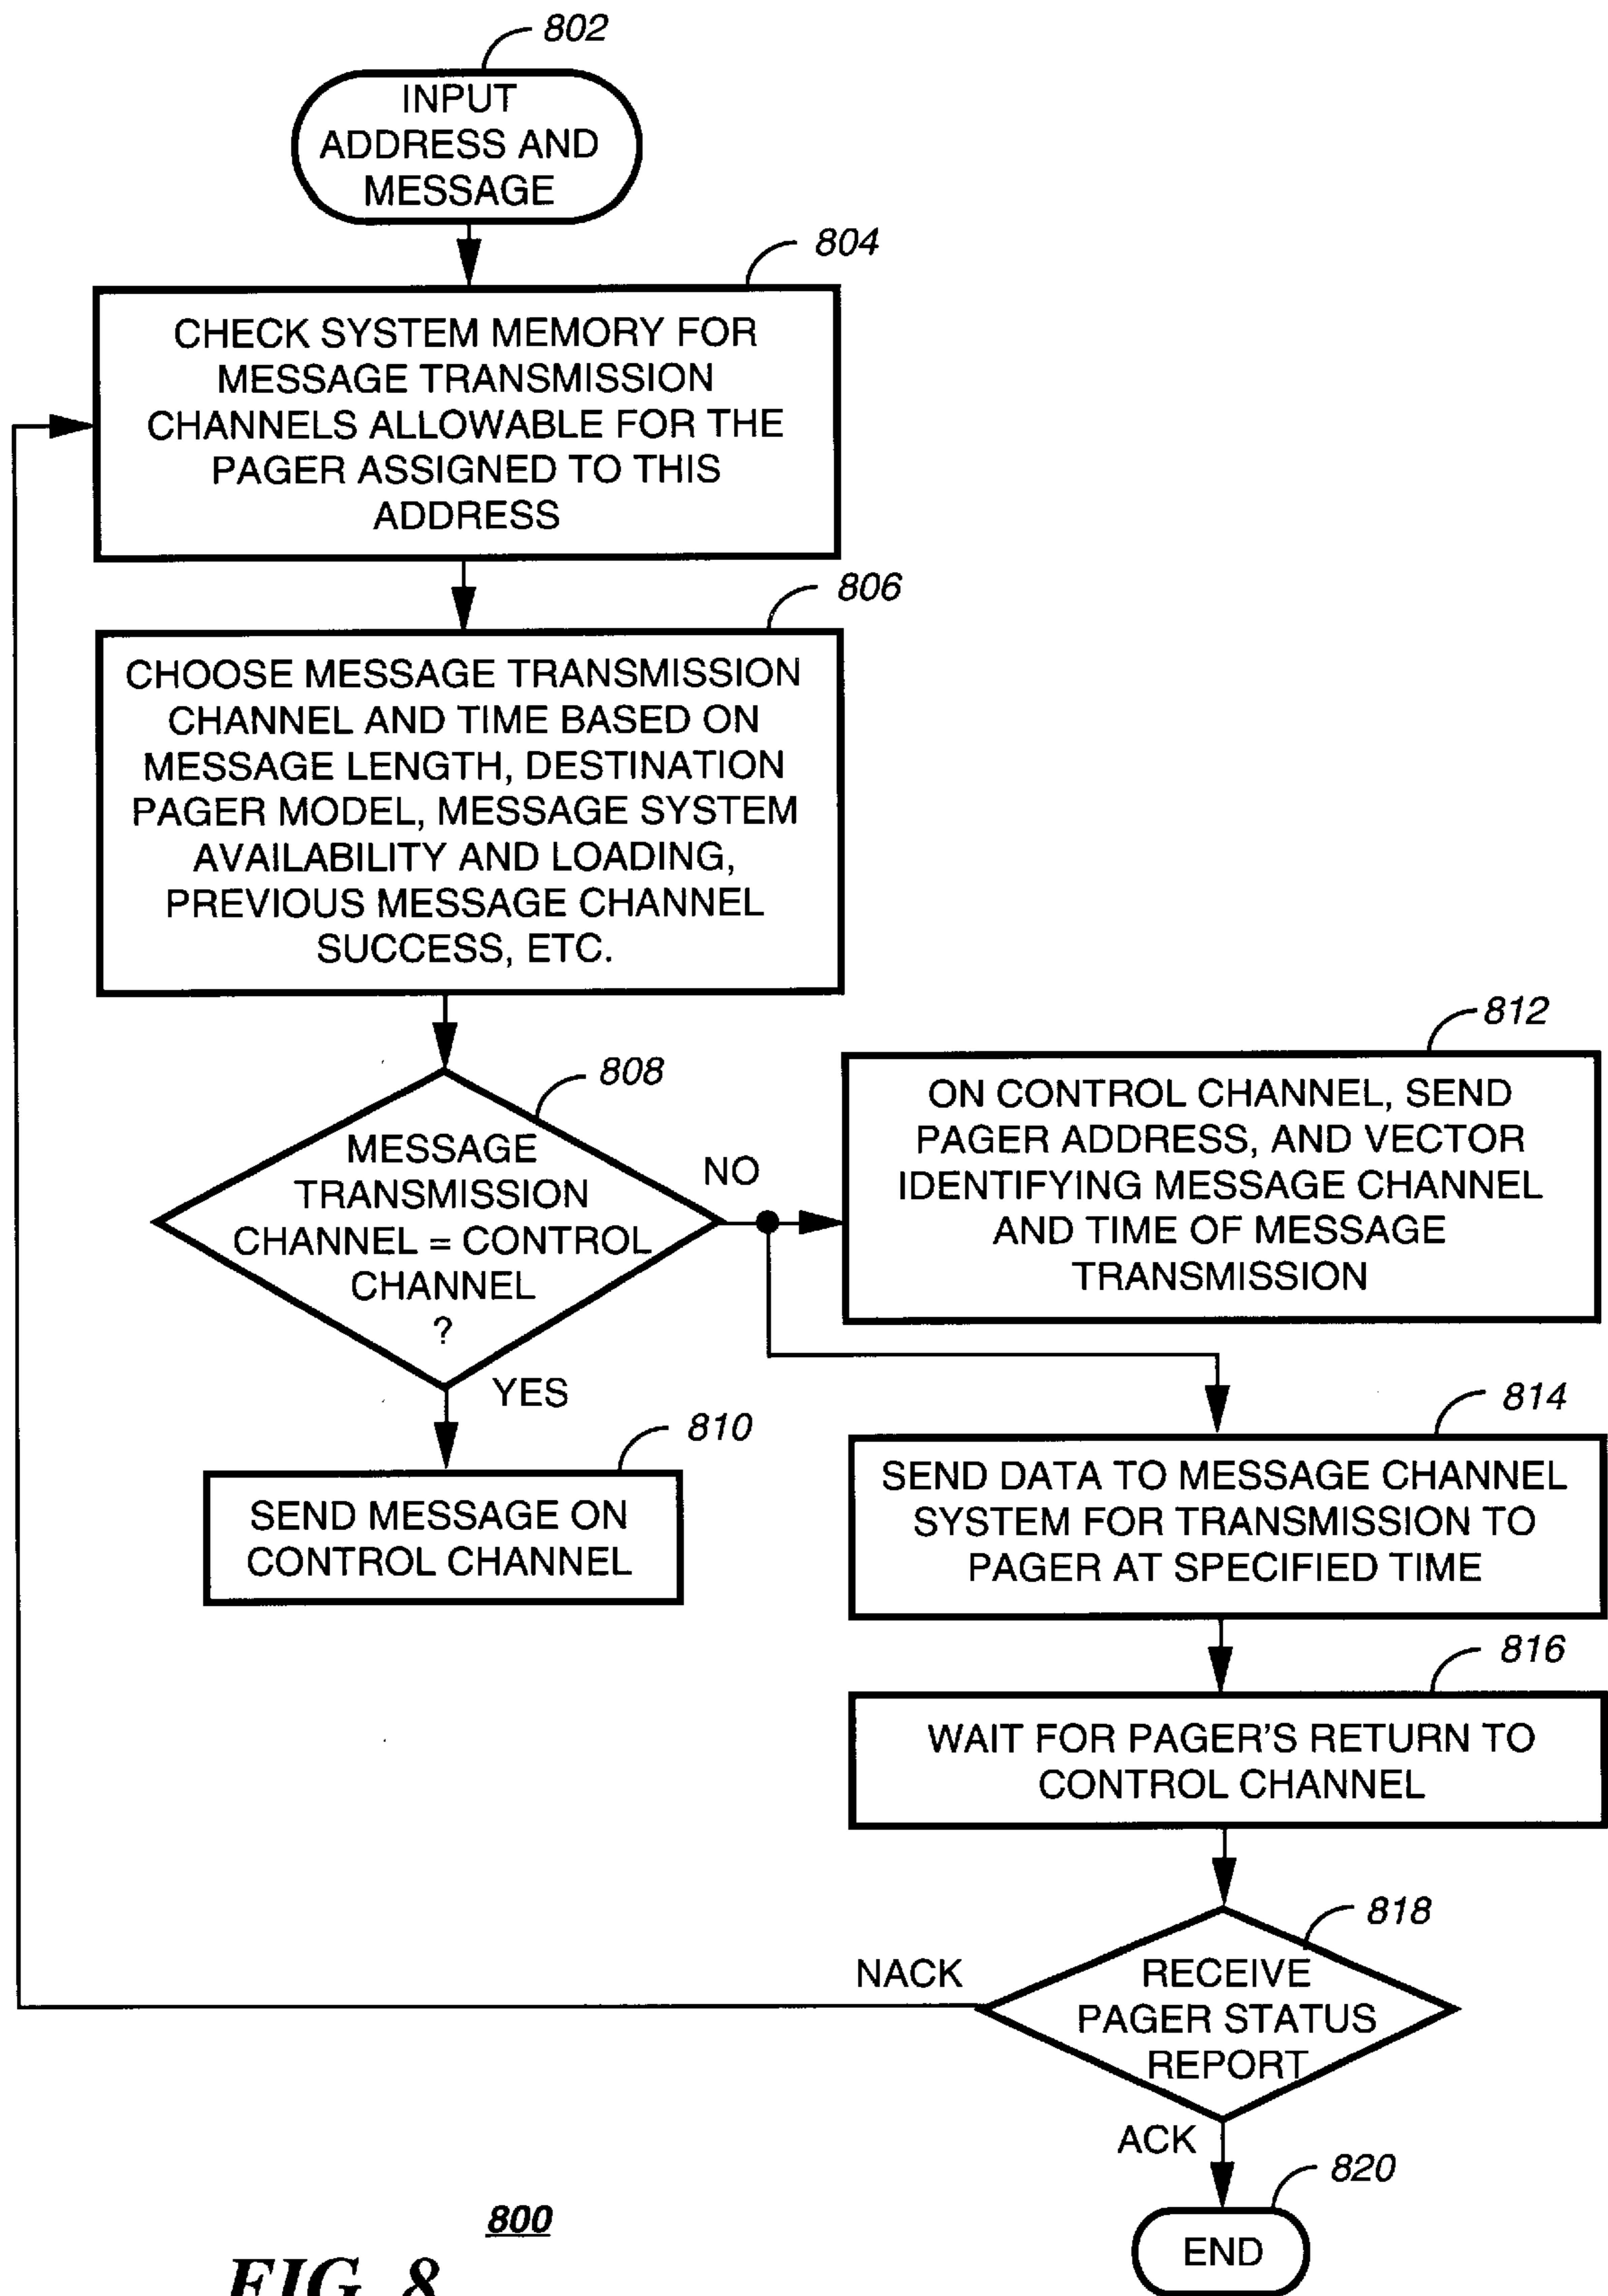 802
INPUT
ADDRESS AND
MESSAGE
804
CHECK SYSTEM MEMORY FOR
MESSAGE TRANSMISSION
CHANNELS ALLOWABLE FOR THE
PAGER ASSIGNED TO THIS
ADDRESS
806
CHOOSE MESSAGE TRANSMISSION
CHANNEL AND TIME BASED ON
MESSAGE LENGTH, DESTINATION
PAGER MODEL, MESSAGE SYSTEM
AVAILABILITY AND LOADING,
PREVIOUS MESSAGE CHANNEL
SUCCESS, ETC.
808
MESSAGE
TRANSMISSION
CHANNEL = CONTROL
CHANNEL
?
NO
YES
810
SEND MESSAGE ON
CONTROL CHANNEL
812
ON CONTROL CHANNEL, SEND
PAGER ADDRESS, AND VECTOR
IDENTIFYING MESSAGE CHANNEL
AND TIME OF MESSAGE
TRANSMISSION
814
SEND DATA TO MESSAGE CHANNEL
SYSTEM FOR TRANSMISSION TO
PAGER AT SPECIFIED TIME
816
WAIT FOR PAGER'S RETURN TO
CONTROL CHANNEL
818
RECEIVE
PAGER STATUS
REPORT
NACK
ACK
820
END
800
FIG. 8